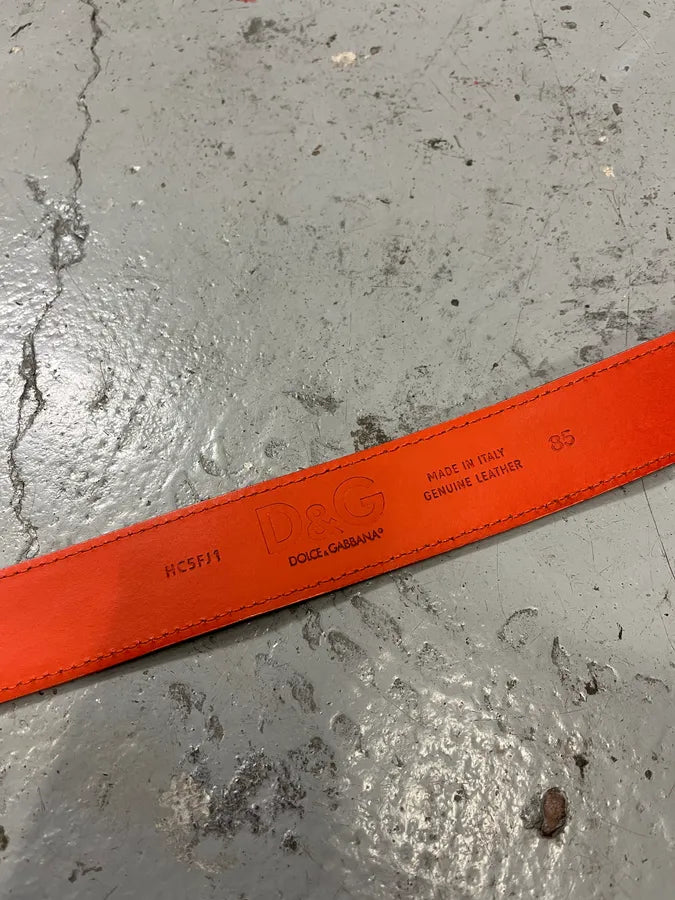 HC5FJ1
D&G
DOLCE & GABBANA®
MADE IN ITALY
GENUINE LEATHER
85